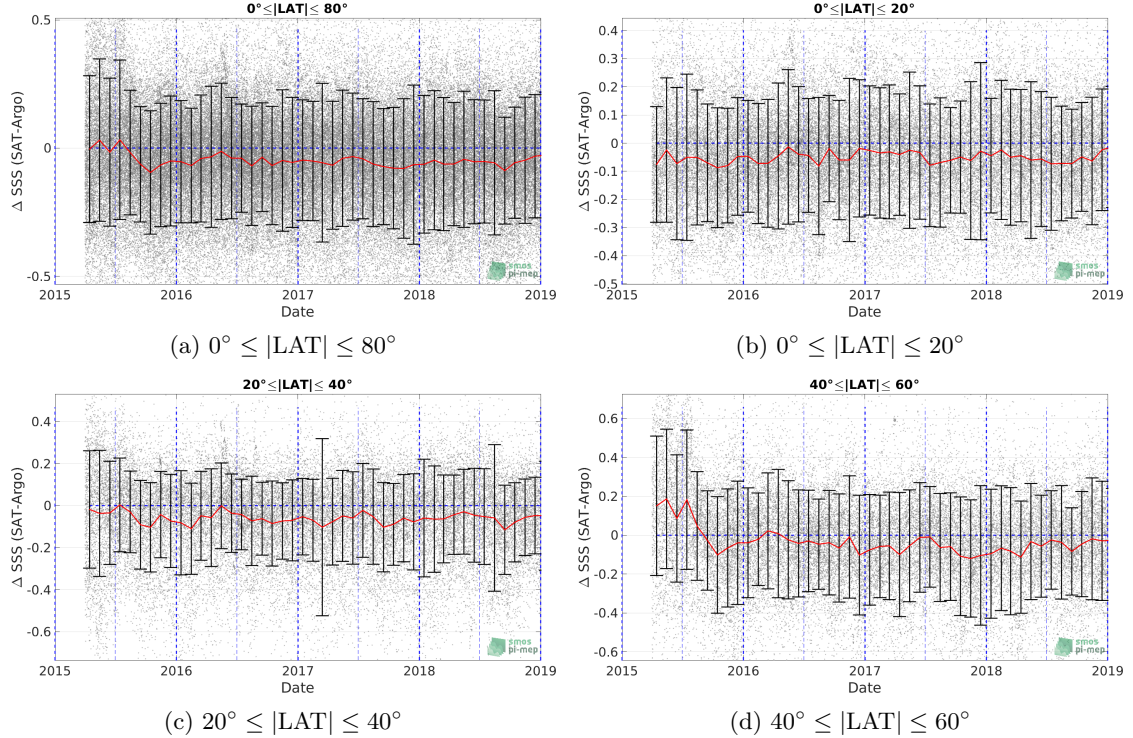 0°≤|LAT|≤ 80°
0.5
0
-0.5
Δ SSS (SAT-Argo)
2015 2016 2017 2018 2019
Date
smos
pi-mep
(a) 0° ≤ |LAT| ≤ 80°
0°≤|LAT|≤ 20°
0.4
0.3
0.2
0.1
0
-0.1
-0.2
-0.3
-0.4
-0.5
Δ SSS (SAT-Argo)
2015 2016 2017 2018 2019
Date
smos
pi-mep
(b) 0° ≤ |LAT| ≤ 20°
20°≤|LAT|≤ 40°
0.4
0.2
0
-0.2
-0.4
-0.6
Δ SSS (SAT-Argo)
2015 2016 2017 2018 2019
Date
smos
pi-mep
(c) 20° ≤ |LAT| ≤ 40°
40°≤|LAT|≤ 60°
0.6
0.4
0.2
0
-0.2
-0.4
-0.6
Δ SSS (SAT-Argo)
2015 2016 2017 2018 2019
Date
smos
pi-mep
(d) 40° ≤ |LAT| ≤ 60°